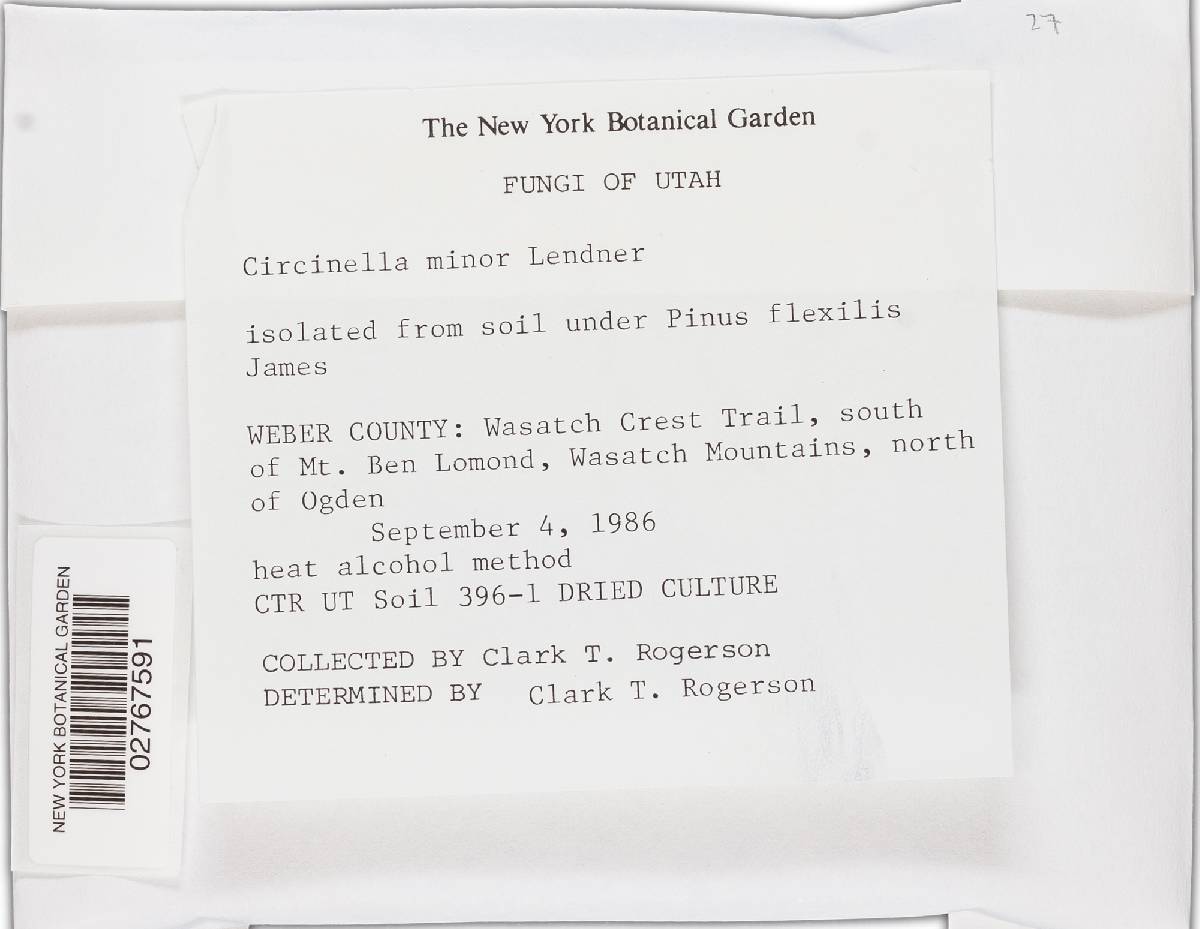 27
The New York Botanical Garden
FUNGI OF UTAH
Circinella minor Lendner
isolated from soil under Pinus flexilis
James
WEBER COUNTY: Wasatch Crest Trail, south
of Mt. Ben Lomond, Wasatch Mountains, north
of Ogden
September 4, 1986
heat alcohol method
CTR UT Soil 396-1 DRIED CULTURE
COLLECTED BY Clark T. Rogerson
DETERMINED BY Clark T. Rogerson
NEW YORK BOTANICAL GARDEN
02767591